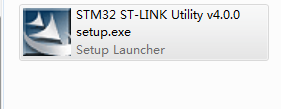 STM32 ST-LINK Utility v4.0.0
setup.exe
Setup Launcher